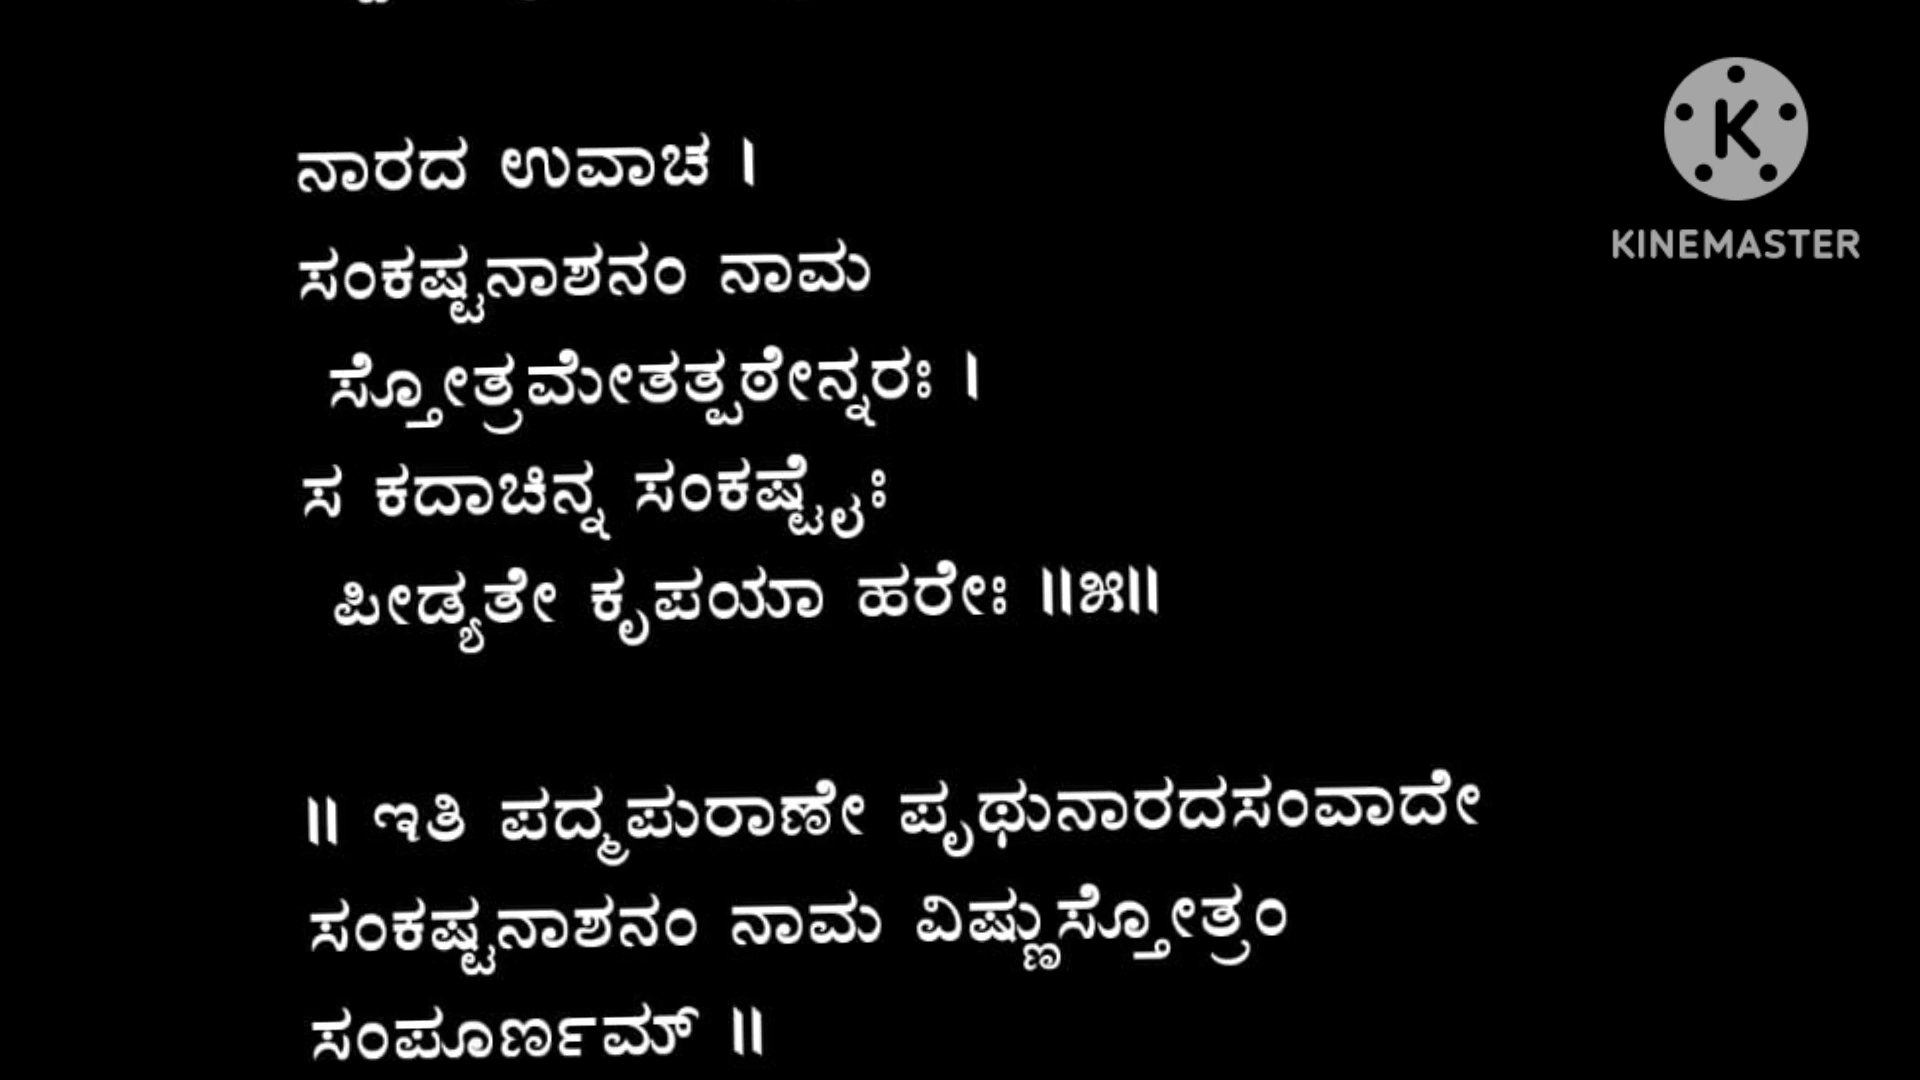 ನಾರದ ಉವಾಚ ।
ಸಂಕಷ್ಟನಾಶನಂ ನಾಮ
ಸ್ತೋತ್ರಮೇತತ್ಪಠೇನ್ನರಃ ।
ಸ ಕದಾಚಿನ್ನ ಸಂಕಷ್ಟೈಃ
ಪೀಡ್ಯತೇ ಕೃಪಯಾ ಹರೇಃ ॥೫॥
॥ ಇತಿ ಪದ್ಮಪುರಾಣೇ ಪೃಥುನಾರದಸಂವಾದೇ
ಸಂಕಷ್ಟನಾಶನಂ ನಾಮ ವಿಷ್ಣುಸ್ತೋತ್ರಂ
ಸಂಪೂರ್ಣಮ್ ॥
K
KINEMASTER